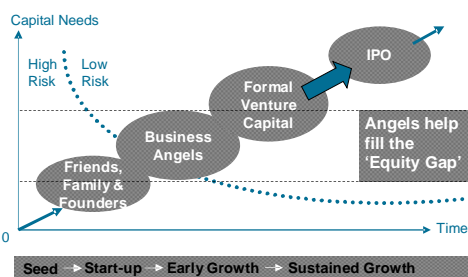 Capital Needs
High
Risk
Low
Risk
IPO
Formal
Venture
Capital
Business
Angels
Friends,
Family &
Founders
Angels help
fill the
‘Equity Gap’
0
Time
Seed → Start-up → Early Growth → Sustained Growth